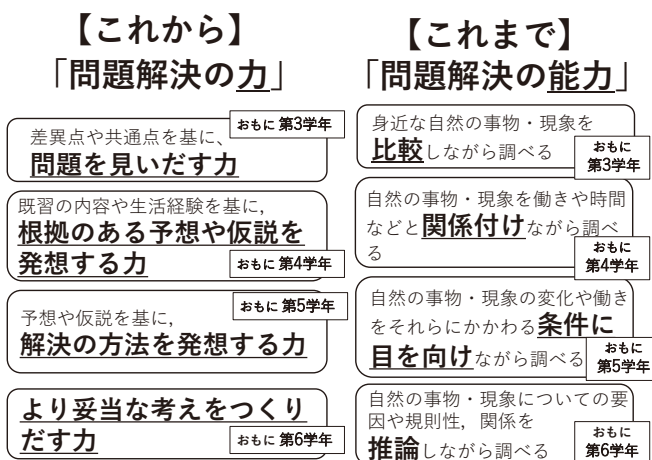 【これから】
「問題解決の力」
おもに 第3学年
差異点や共通点を基に、
問題を見いだす力
既習の内容や生活経験を基に,
根拠のある予想や仮説を
発想する力
おもに 第4学年
おもに 第5学年
予想や仮説を基に,
解決の方法を発想する力
より妥当な考えをつくり
だす力
おもに 第6学年
【これまで】
「問題解決の能力」
身近な自然の事物・現象を
比較しながら調べる
おもに
第3学年
自然の事物・現象を働きや時間
などと関係付けながら調べ
る
おもに
第4学年
自然の事物・現象の変化や働き
をそれらにかかわる条件に
目を向けながら調べる
おもに
第5学年
自然の事物・現象についての要
因や規則性,関係を
推論しながら調べる
おもに
第6学年